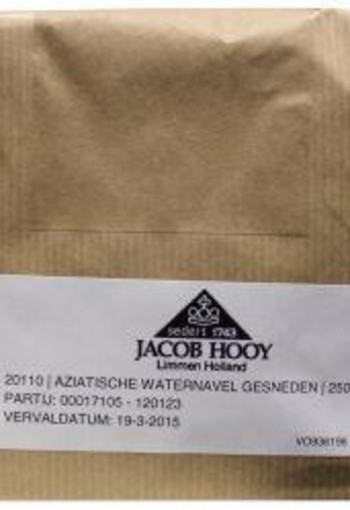 sedert 1743
JACOB HOOY
Limmen Holland
20110 | AZIATISCHE WATERNAVEL GESNEDEN | 250
PARTIJ: 00017105 - 120123
VERVALDATUM: 19-3-2015